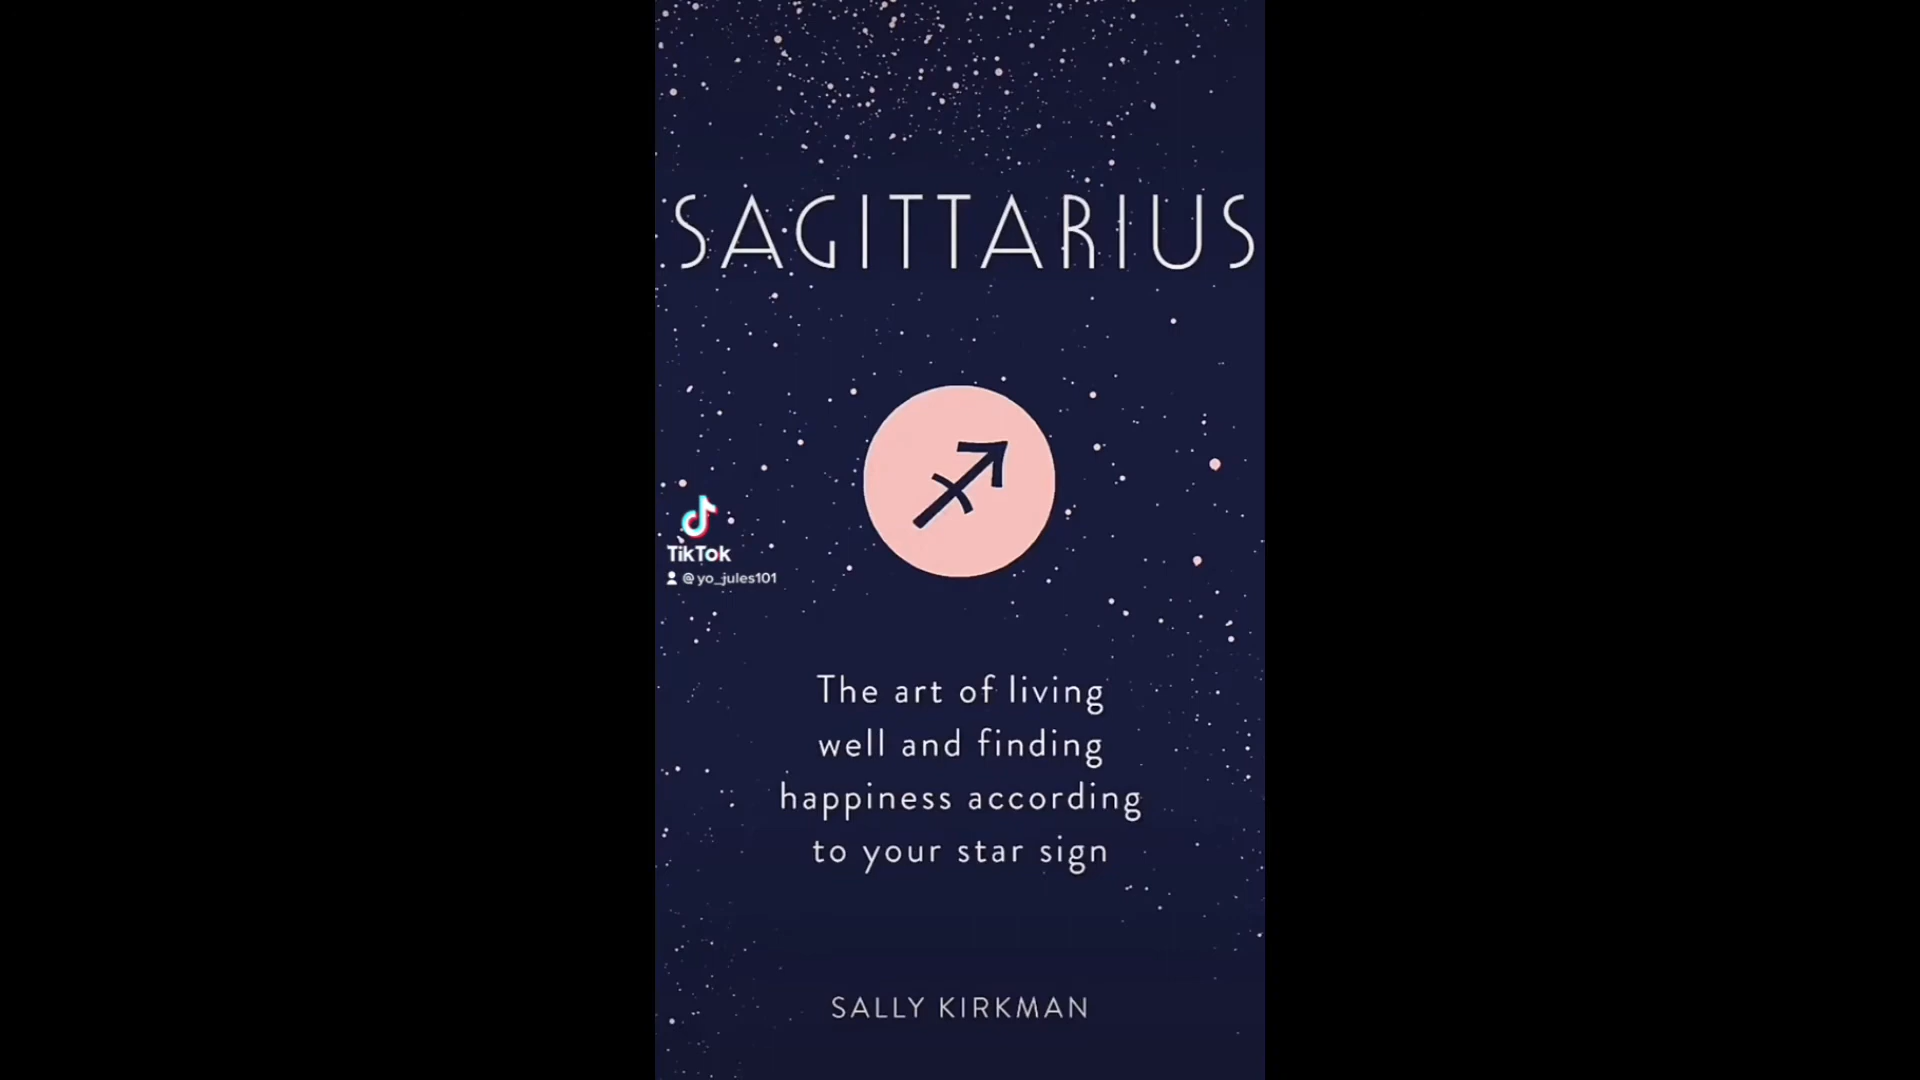 SAGITTARIUS
TikTok
@yo_jules101
The art of living
well and finding
happiness according
to your star sign
SALLY KIRKMAN